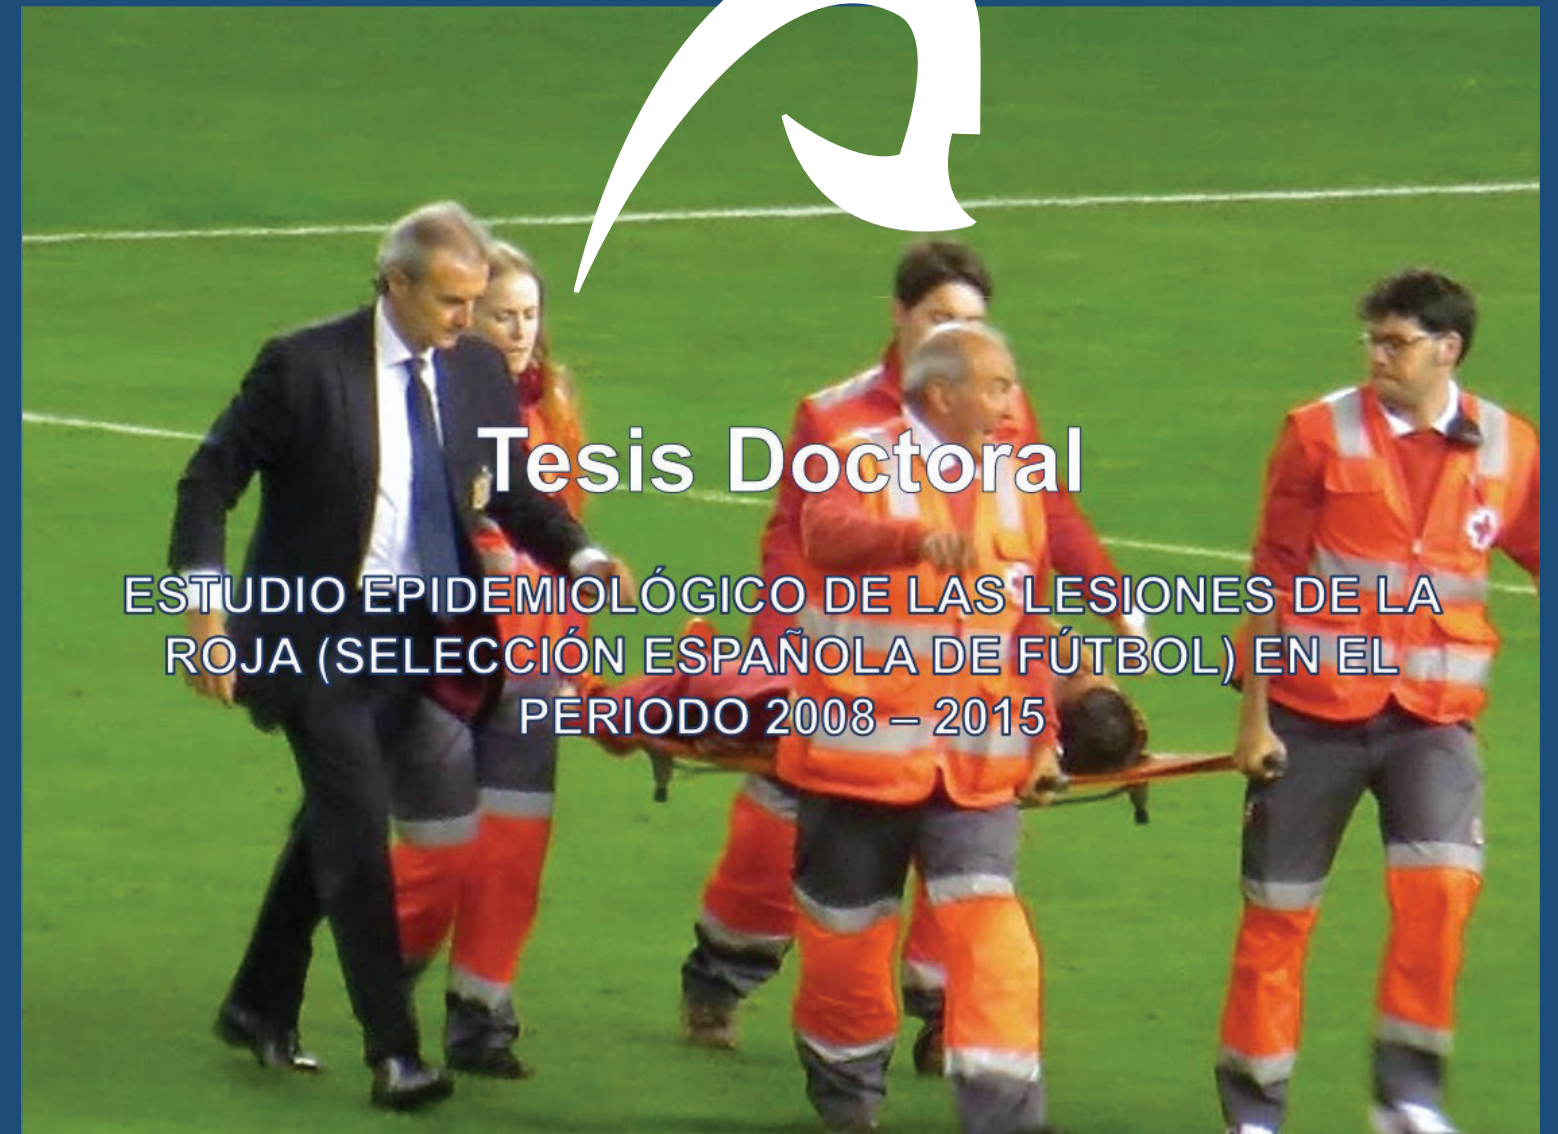 Tesis Doctoral
ESTUDIO EPIDEMIOLÓGICO DE LAS LESIONES DE LA
ROJA (SELECCIÓN ESPAÑOLA DE FÚTBOL) EN EL
PERIODO 2008 – 2015